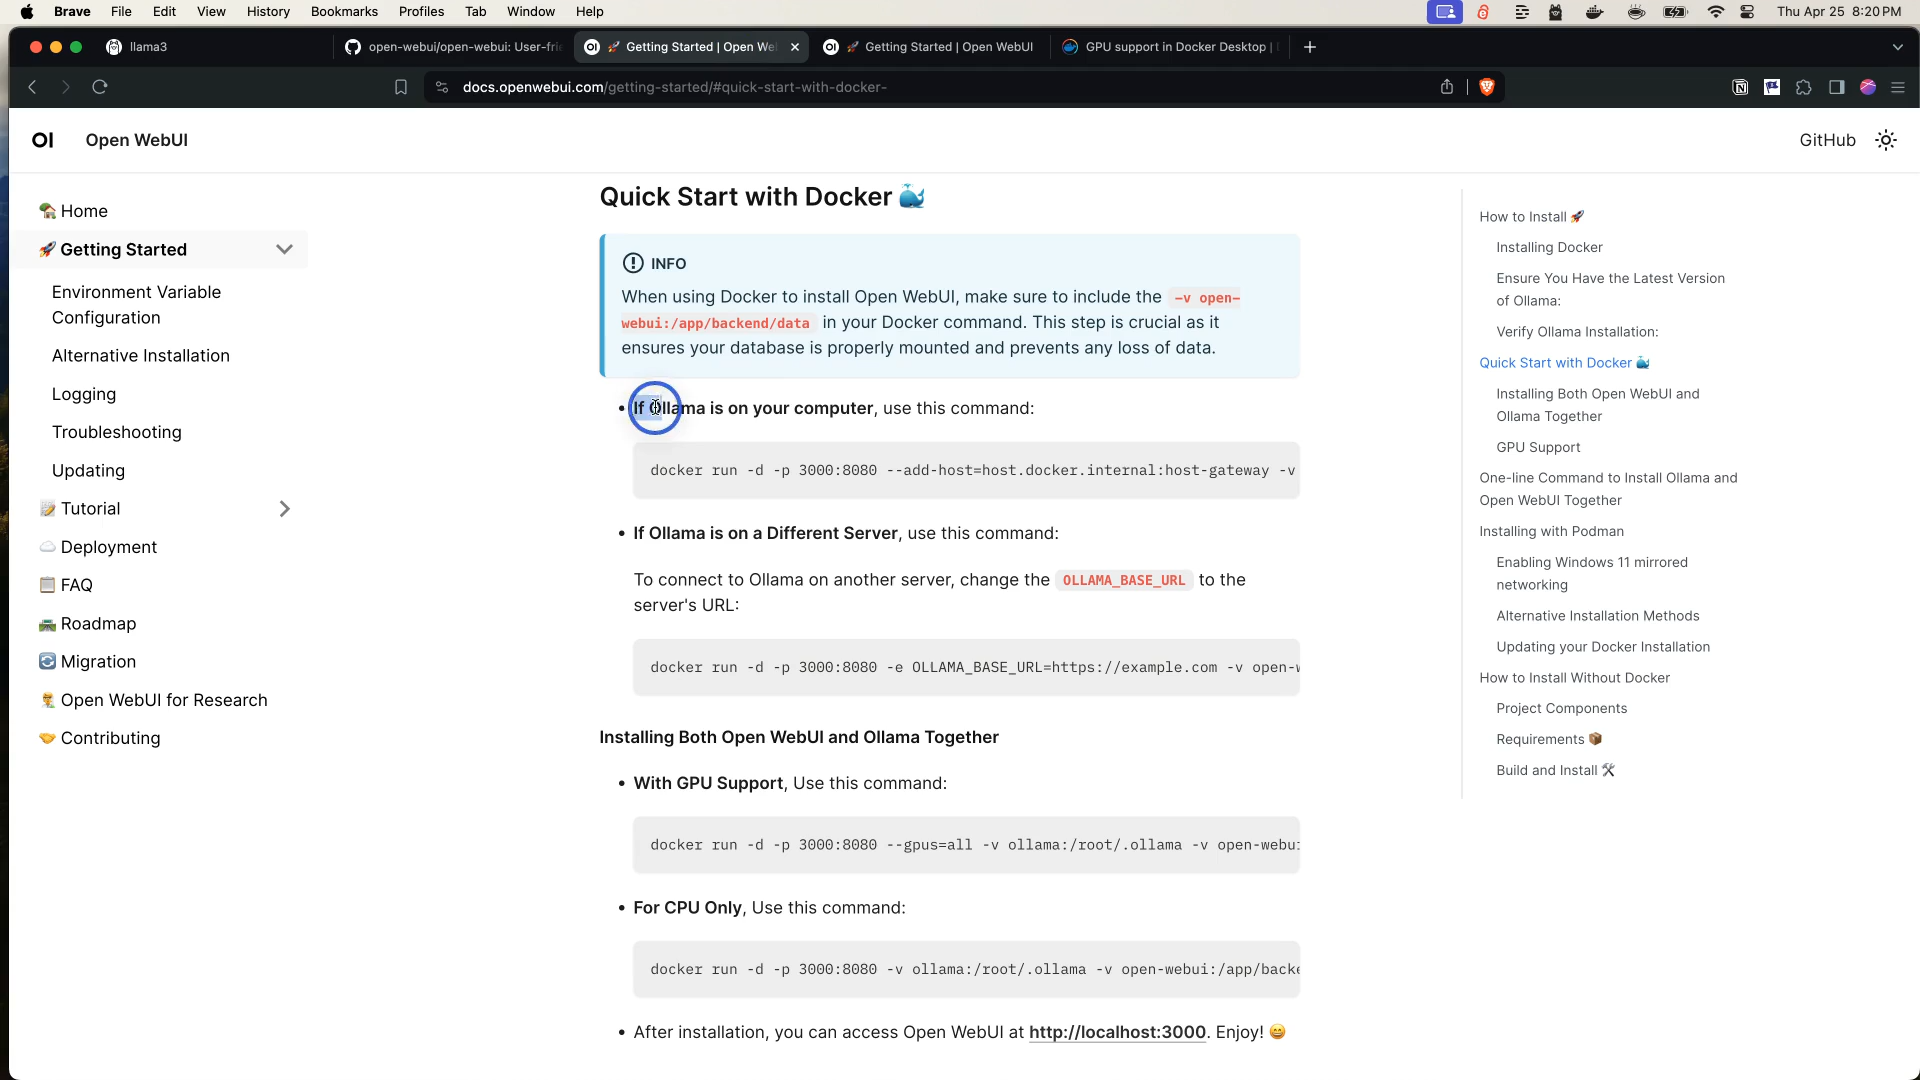 Brave File Edit View History Bookmarks Profiles Tab Window Help Thu Apr 25 8:20 PM
llama3
open-webui/open-webui: User-frie
🚀 Getting Started | Open We
🚀 Getting Started | Open WebUI
GPU support in Docker Desktop |
docs.openwebui.com/getting-started/#quick-start-with-docker-
OI Open WebUI
GitHub
🏡 Home
🚀 Getting Started
Environment Variable
Configuration
Alternative Installation
Logging
Troubleshooting
Updating
📝 Tutorial
☁️ Deployment
📋 FAQ
🛣️ Roadmap
🔄 Migration
👨‍🔬 Open WebUI for Research
🤝 Contributing
Quick Start with Docker 🐳
INFO
When using Docker to install Open WebUI, make sure to include the -v open-
webui:/app/backend/data in your Docker command. This step is crucial as it
ensures your database is properly mounted and prevents any loss of data.
• If Ollama is on your computer, use this command:
docker run -d -p 3000:8080 --add-host=host.docker.internal:host-gateway -v
• If Ollama is on a Different Server, use this command:
To connect to Ollama on another server, change the OLLAMA_BASE_URL to the
server's URL:
docker run -d -p 3000:8080 -e OLLAMA_BASE_URL=https://example.com -v open-w
Installing Both Open WebUI and Ollama Together
• With GPU Support, Use this command:
docker run -d -p 3000:8080 --gpus=all -v ollama:/root/.ollama -v open-webui:
• For CPU Only, Use this command:
docker run -d -p 3000:8080 -v ollama:/root/.ollama -v open-webui:/app/backe
• After installation, you can access Open WebUI at http://localhost:3000. Enjoy! 😄
How to Install 🚀
Installing Docker
Ensure You Have the Latest Version
of Ollama:
Verify Ollama Installation:
Quick Start with Docker 🐳
Installing Both Open WebUI and
Ollama Together
GPU Support
One-line Command to Install Ollama and
Open WebUI Together
Installing with Podman
Enabling Windows 11 mirrored
networking
Alternative Installation Methods
Updating your Docker Installation
How to Install Without Docker
Project Components
Requirements 📦
Build and Install 🛠️